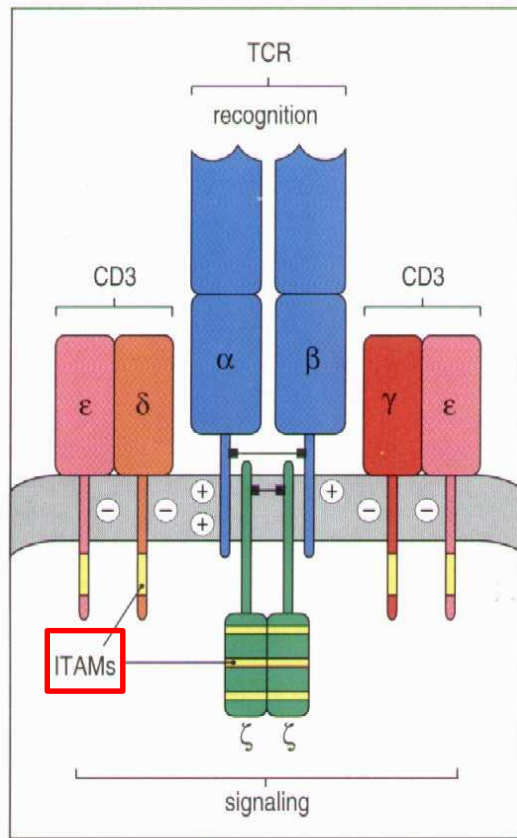 TCR
recognition
CD3
CD3
α
β
ε
δ
γ
ε
+
+
+
−
−
−
−
ITAMs
ζ
ζ
signaling